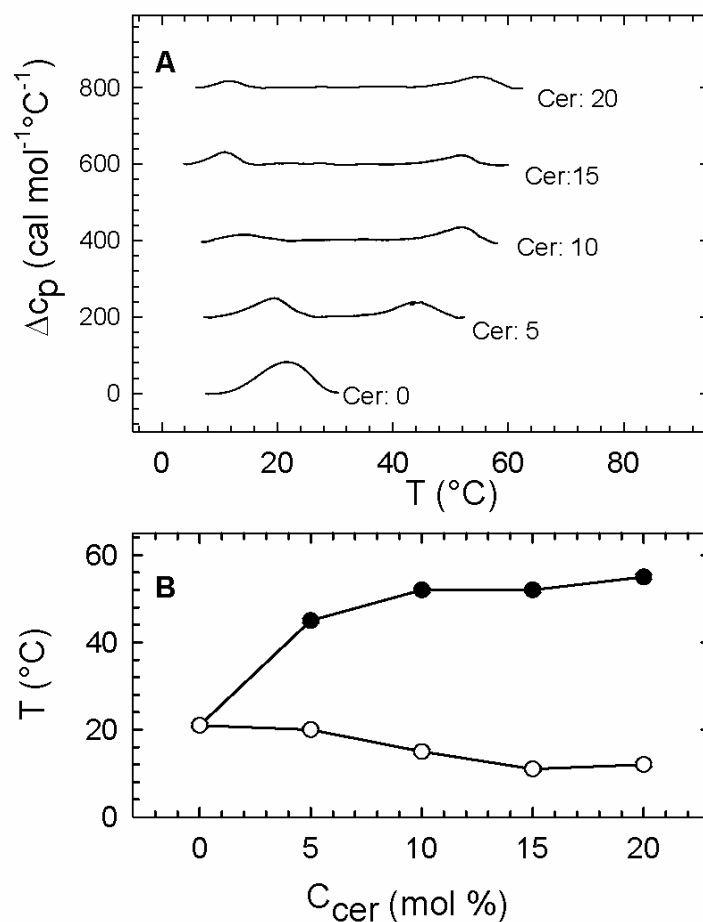 A
Δcp (cal mol-1°C-1)
800
Cer: 20
600
Cer:15
400
Cer: 10
200
Cer: 5
0
Cer: 0
0 20 40 60 80
T (°C)
B
T (°C)
60
40
20
0
0 5 10 15 20
Ccer (mol %)